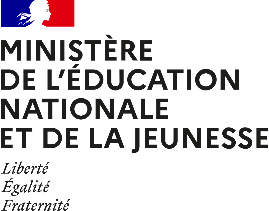 MINISTÈRE
DE L'ÉDUCATION
NATIONALE
ET DE LA JEUNESSE
Liberté
Égalité
Fraternité